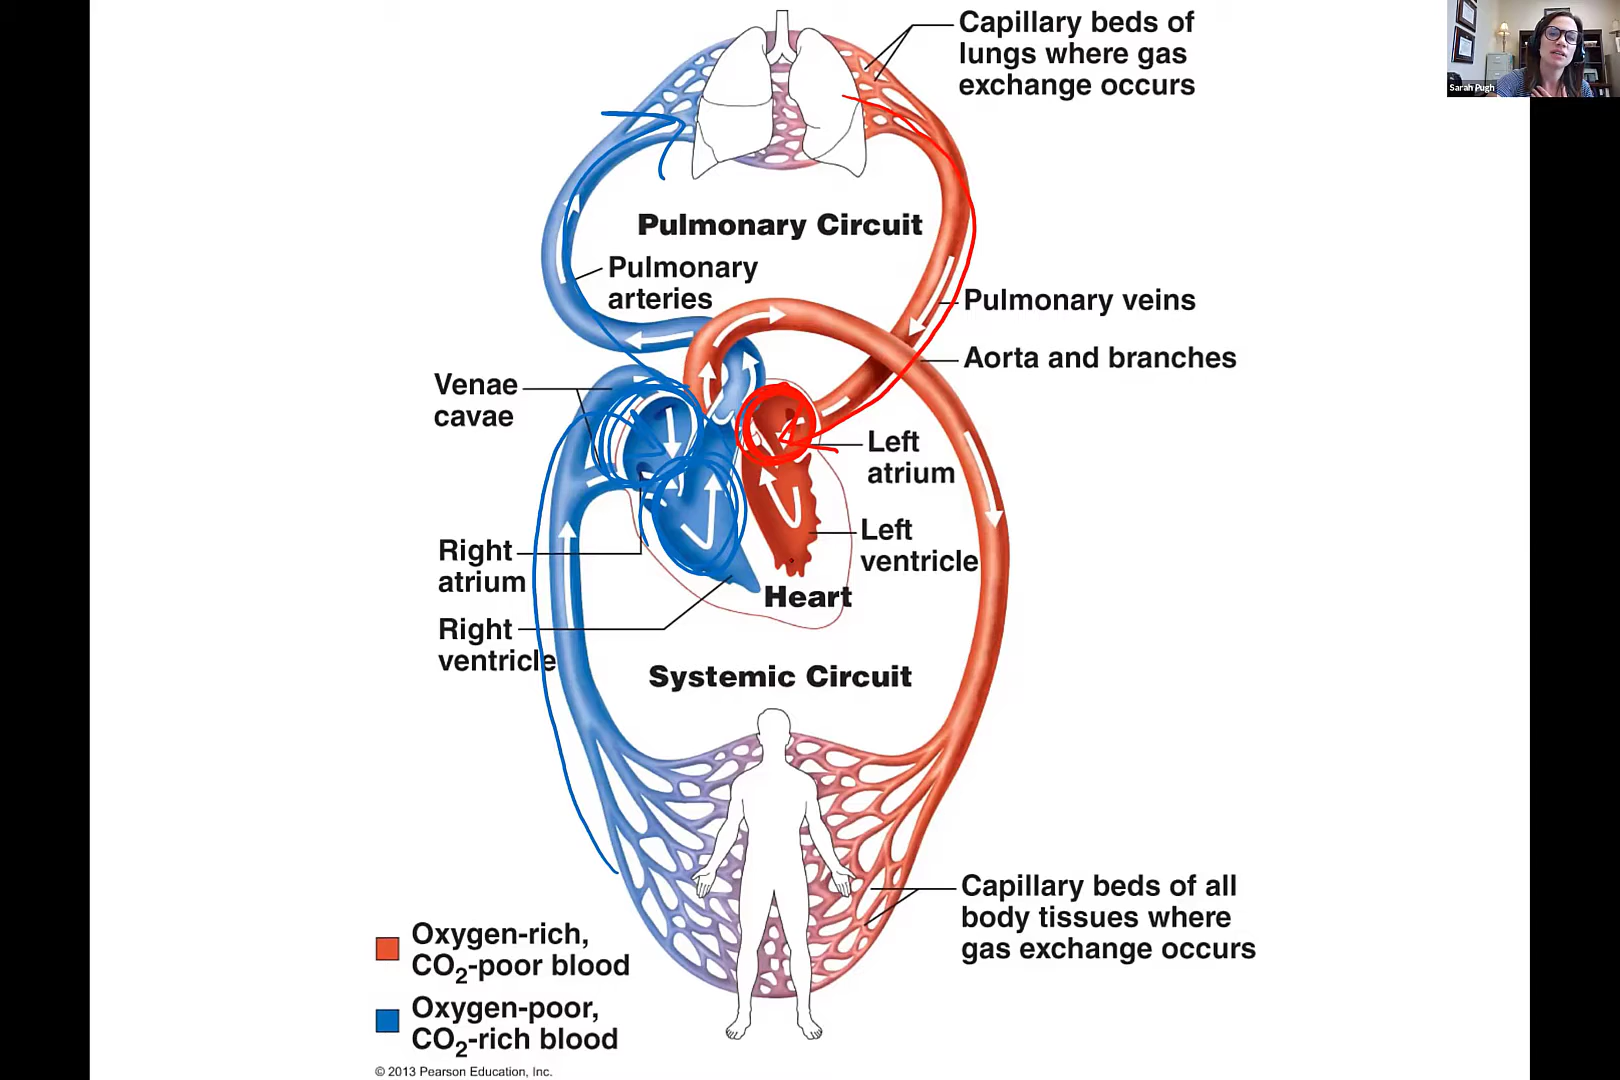 Capillary beds of
lungs where gas
exchange occurs
Sarah Pugh
Pulmonary Circuit
Pulmonary
arteries
Pulmonary veins
Aorta and branches
Venae
cavae
Left
atrium
Left
ventricle
Right
atrium
Heart
Right
ventricle
Systemic Circuit
Capillary beds of all
body tissues where
gas exchange occurs
Oxygen-rich,
CO2-poor blood
Oxygen-poor,
CO2-rich blood
© 2013 Pearson Education, Inc.